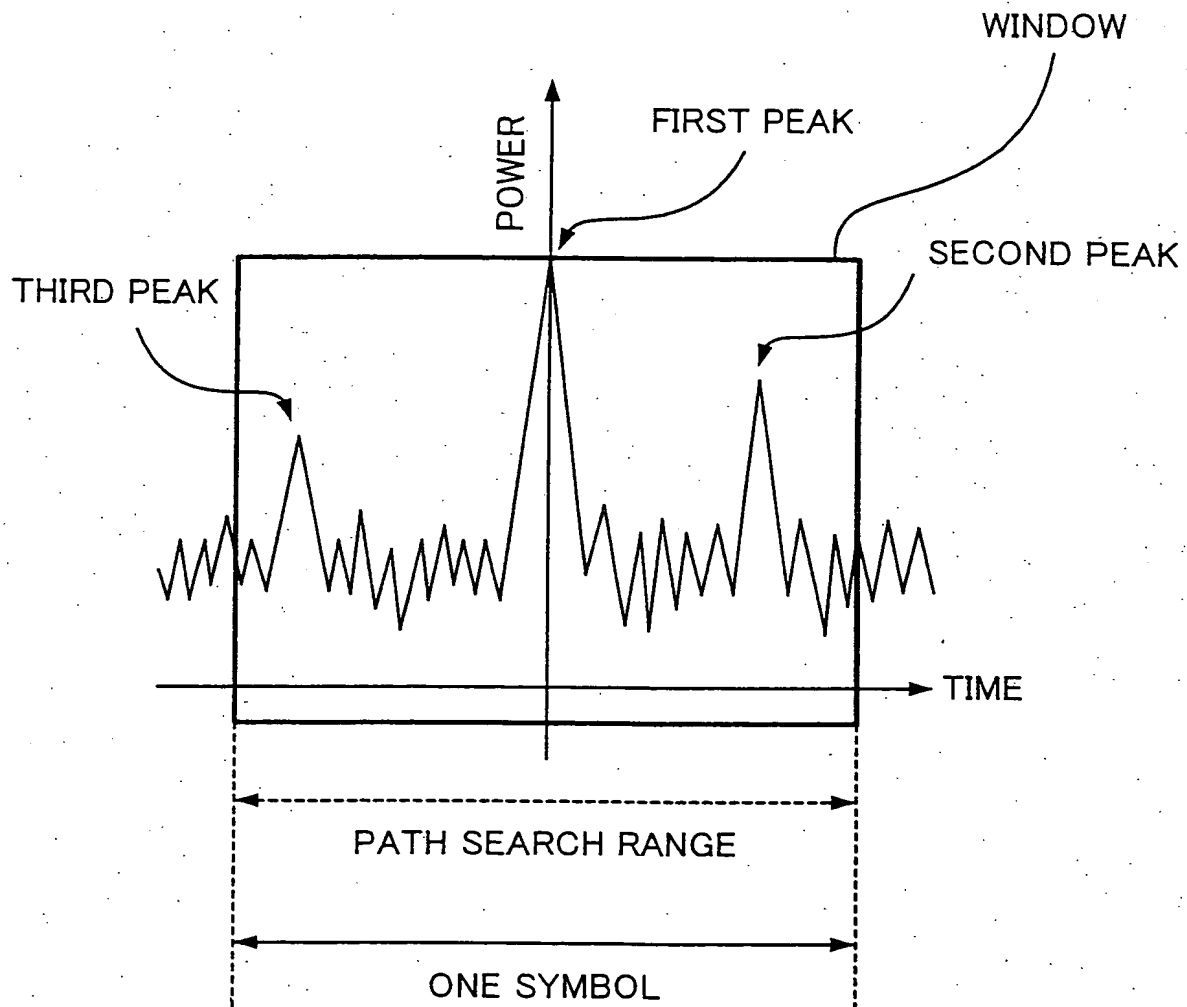 WINDOW
FIRST PEAK
POWER
SECOND PEAK
THIRD PEAK
TIME
PATH SEARCH RANGE
ONE SYMBOL